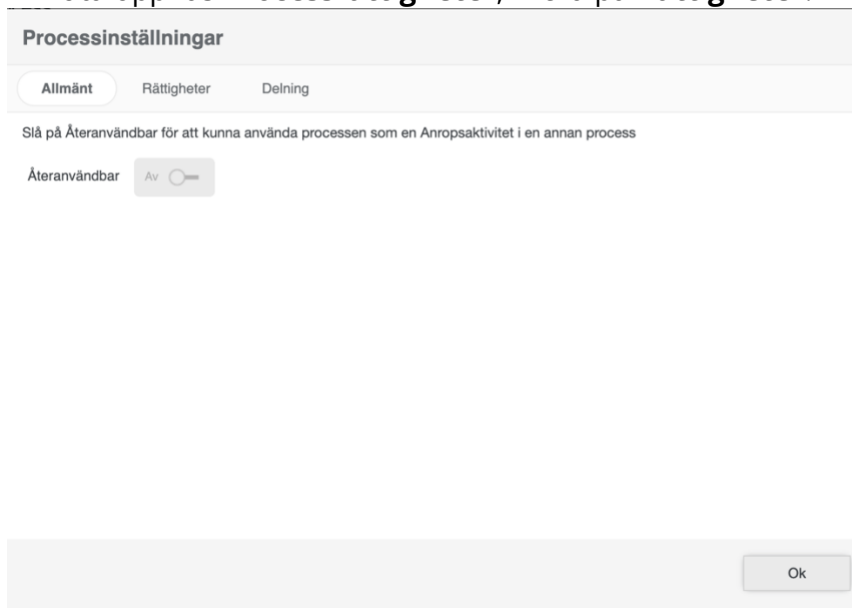 Processinställningar
Allmänt Rättigheter Delning
Slå på Återanvändbar för att kunna använda processen som en Anropsaktivitet i en annan process
Återanvändbar Av
Ok